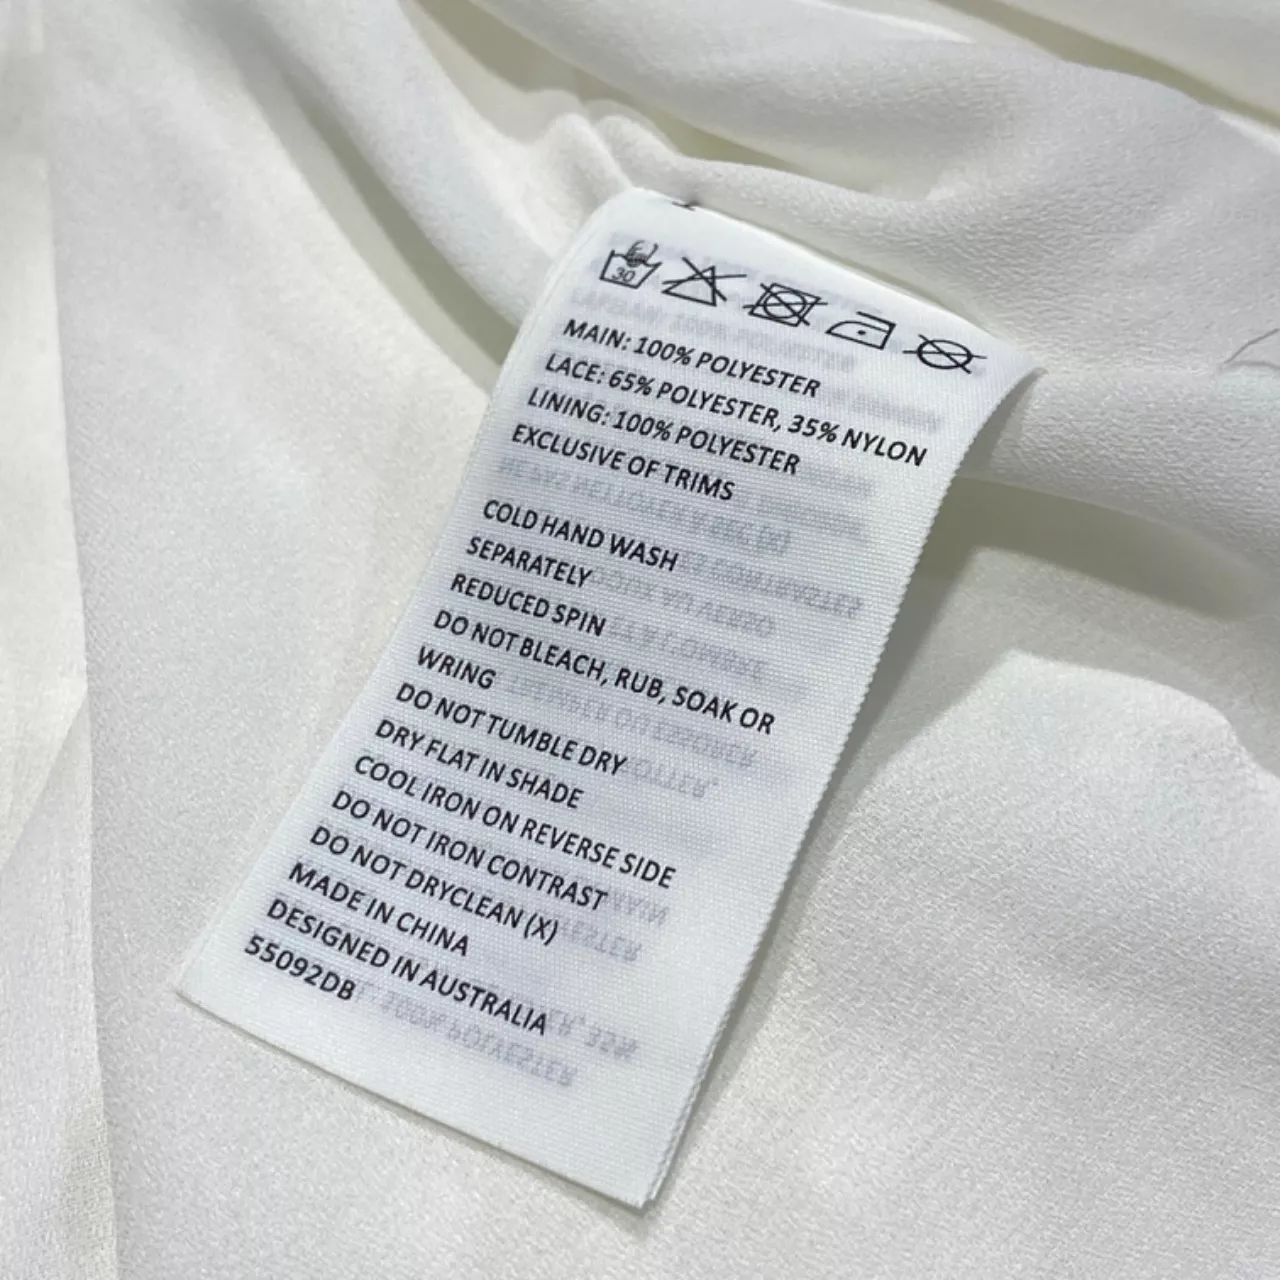 30
MAIN: 100% POLYESTER
LACE: 65% POLYESTER, 35% NYLON
LINING: 100% POLYESTER
EXCLUSIVE OF TRIMS
COLD HAND WASH
SEPARATELY
REDUCED SPIN
DO NOT BLEACH, RUB, SOAK OR
WRING
DO NOT TUMBLE DRY
DRY FLAT IN SHADE
COOL IRON ON REVERSE SIDE
DO NOT IRON CONTRAST
DO NOT DRYCLEAN (X)
MADE IN CHINA
DESIGNED IN AUSTRALIA
55092DB